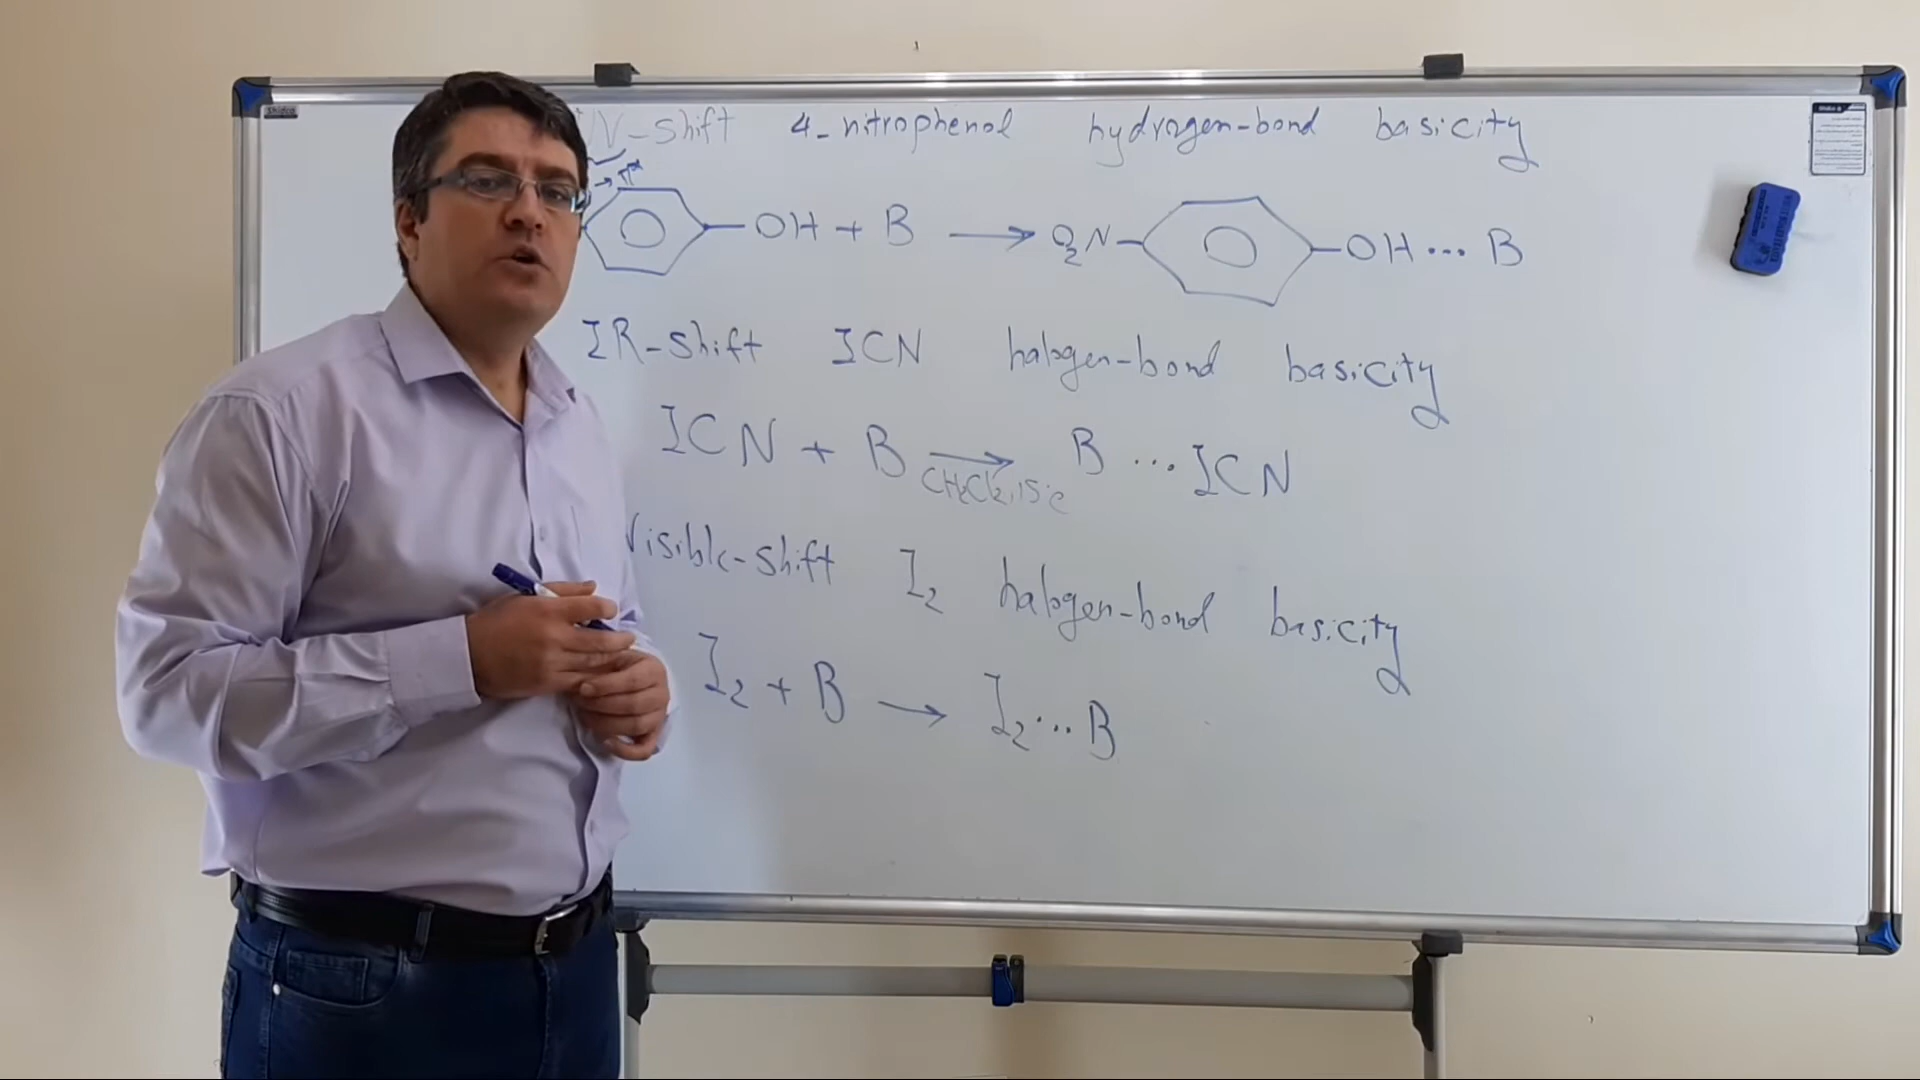 V-shift 4-nitrophenol hydrogen-bond basicity
→ π*
OH + B → O2N OH ... B
IR-shift ICN halogen-bond basicity
ICN + B → B ... ICN
CH2Cl2, 15°c
Visible-shift I2 halogen-bond basicity
I2 + B → I2 ... B